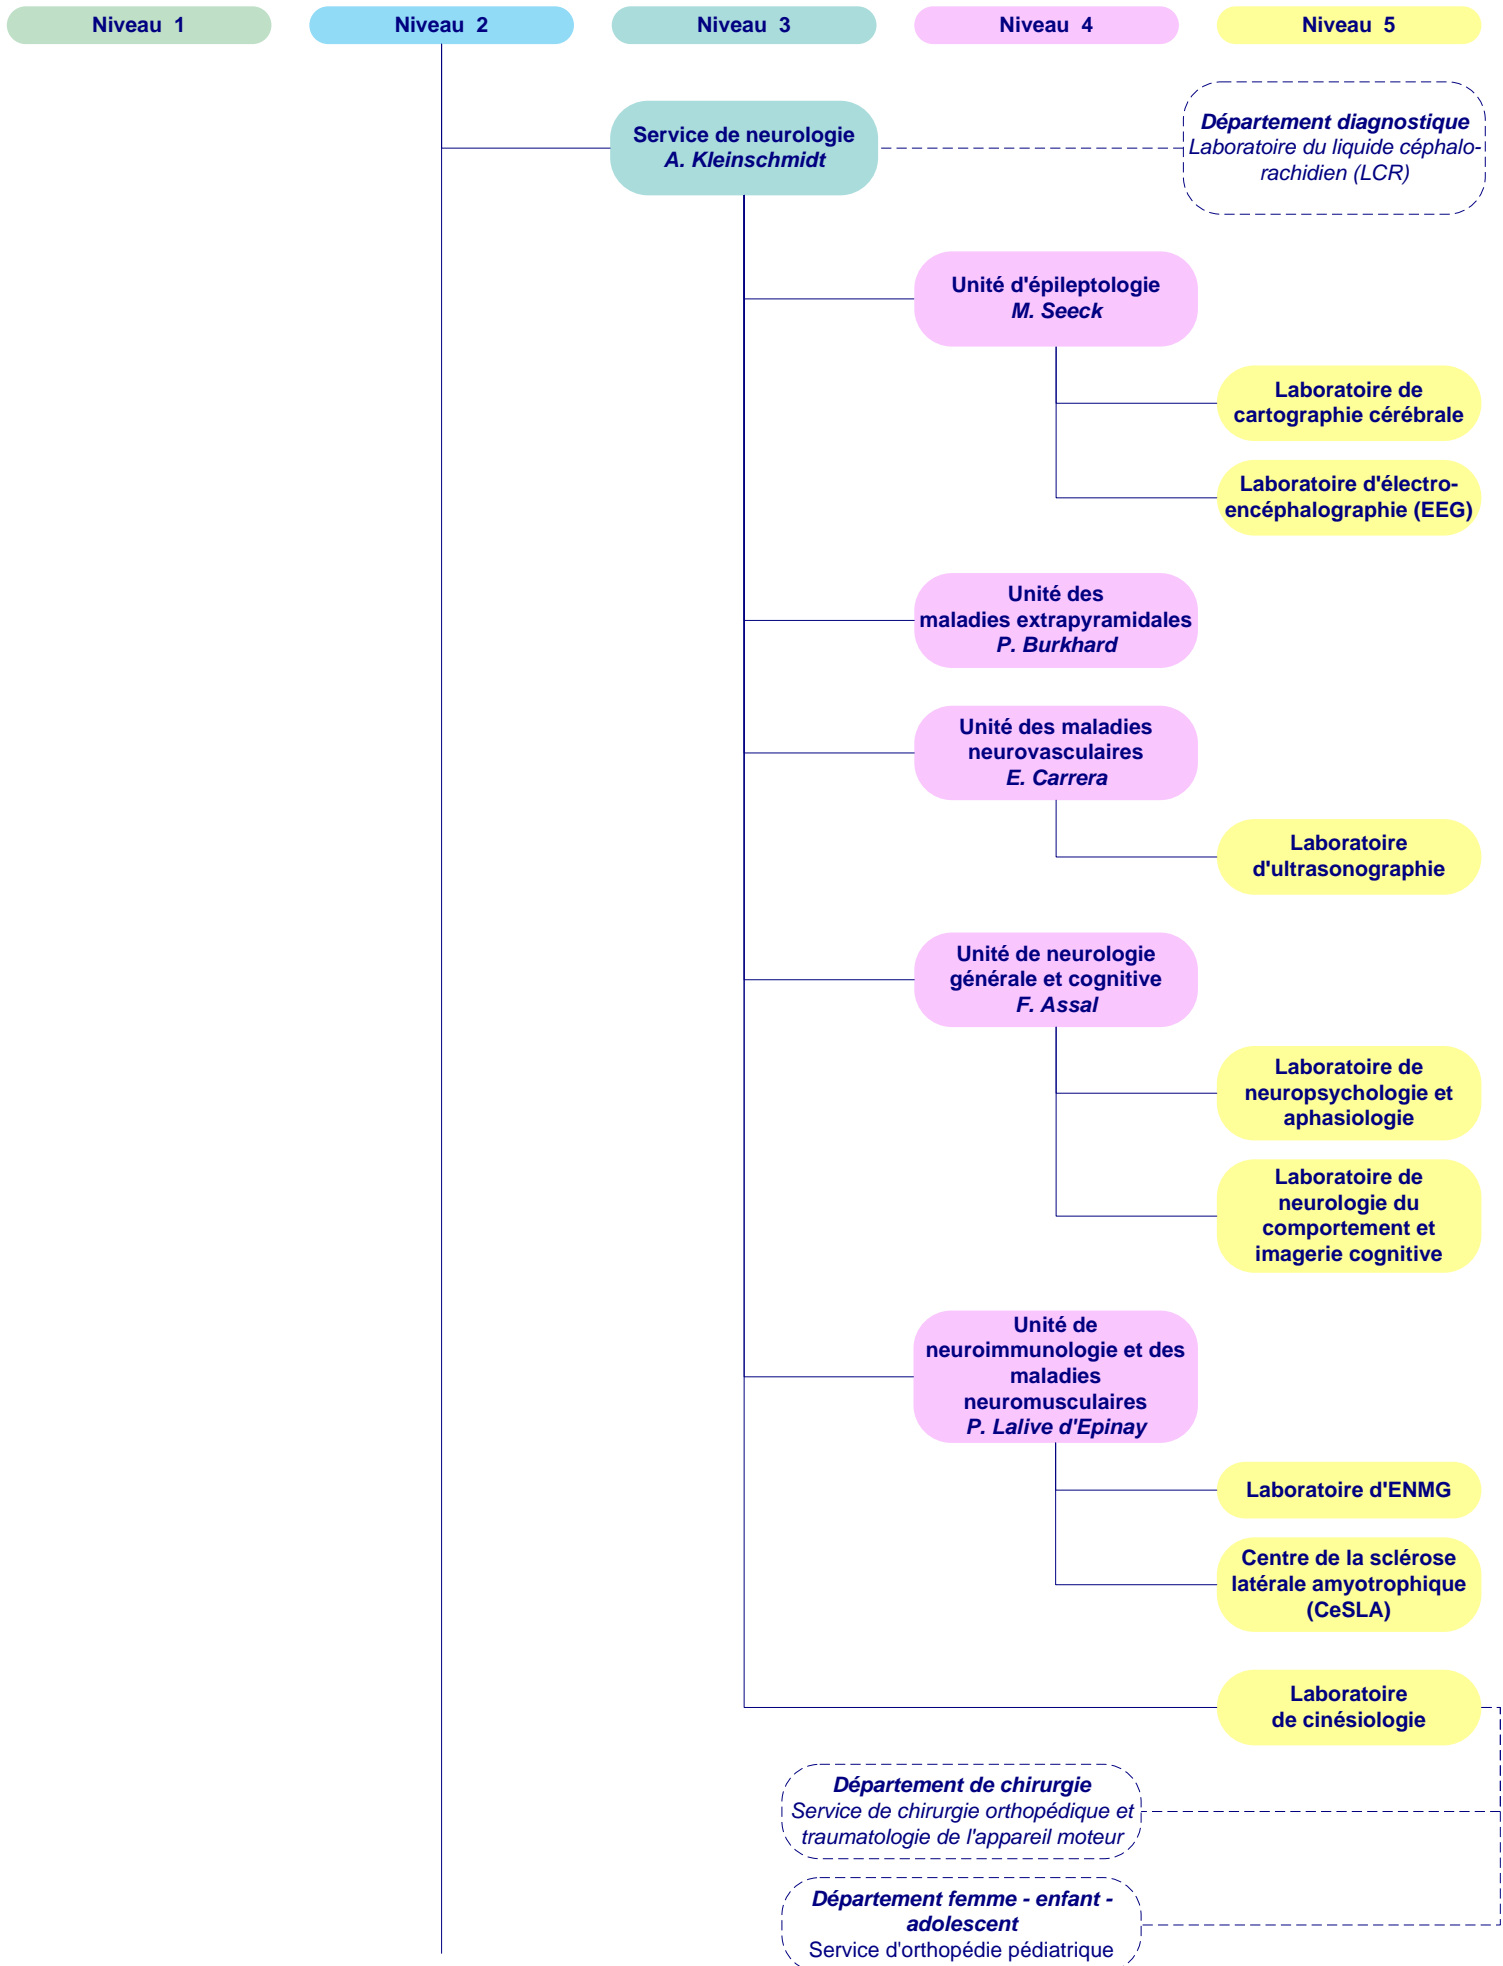 Niveau 1
Niveau 2
Niveau 3
Niveau 4
Niveau 5
Service de neurologie
A. Kleinschmidt
Département diagnostique
Laboratoire du liquide céphalo-
rachidien (LCR)
Unité d'épileptologie
M. Seeck
Laboratoire de
cartographie cérébrale
Laboratoire d'électro-
encéphalographie (EEG)
Unité des
maladies extrapyramidales
P. Burkhard
Unité des maladies
neurovasculaires
E. Carrera
Laboratoire
d'ultrasonographie
Unité de neurologie
générale et cognitive
F. Assal
Laboratoire de
neuropsychologie et
aphasiologie
Laboratoire de
neurologie du
comportement et
imagerie cognitive
Unité de
neuroimmunologie et des
maladies
neuromusculaires
P. Lalive d'Epinay
Laboratoire d'ENMG
Centre de la sclérose
latérale amyotrophique
(CeSLA)
Laboratoire
de cinésiologie
Département de chirurgie
Service de chirurgie orthopédique et
traumatologie de l'appareil moteur
Département femme - enfant -
adolescent
Service d'orthopédie pédiatrique